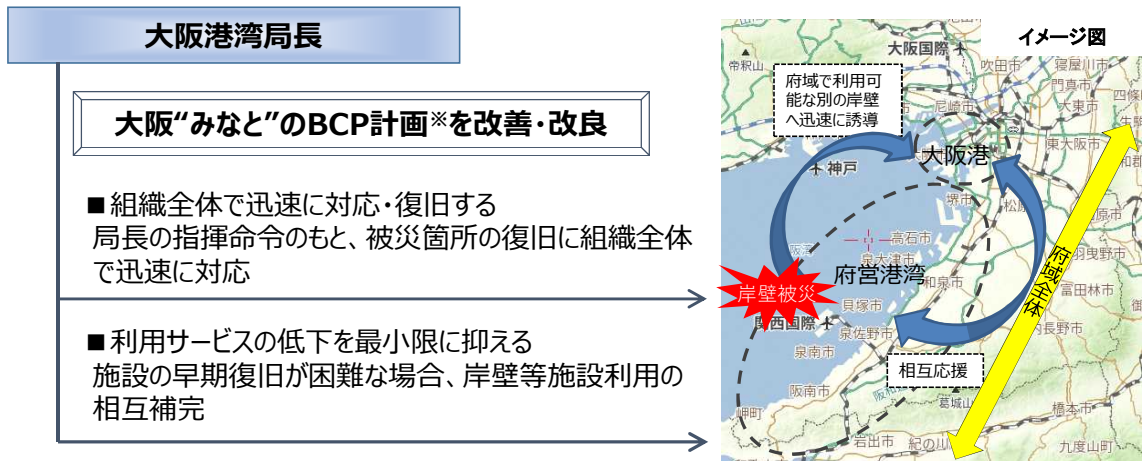 大阪港湾局長
大阪“みなと”のBCP計画※を改善・改良
■組織全体で迅速に対応・復旧する
局長の指揮命令のもと、被災箇所の復旧に組織全体
で迅速に対応
■利用サービスの低下を最小限に抑える
施設の早期復旧が困難な場合、岸壁等施設利用の
相互補完
イメージ図
大阪国際
帝釈山
吹田市
寝屋川市
門真市
府域で利用可
能な別の岸壁
へ迅速に誘導
尼崎市
大東市
四條
生駒
東大阪市
大阪港
神戸
堺市
松原
高石市
泉大津市
羽曳野市
府営港湾
和泉市
府域全体
富田林市
岸壁被災
貝塚市
関西国際
泉佐野市
内長野市
泉南市
相互応援
阪南市
葛城山
岬町
橋本市
岩出市
紀の川
九度山町